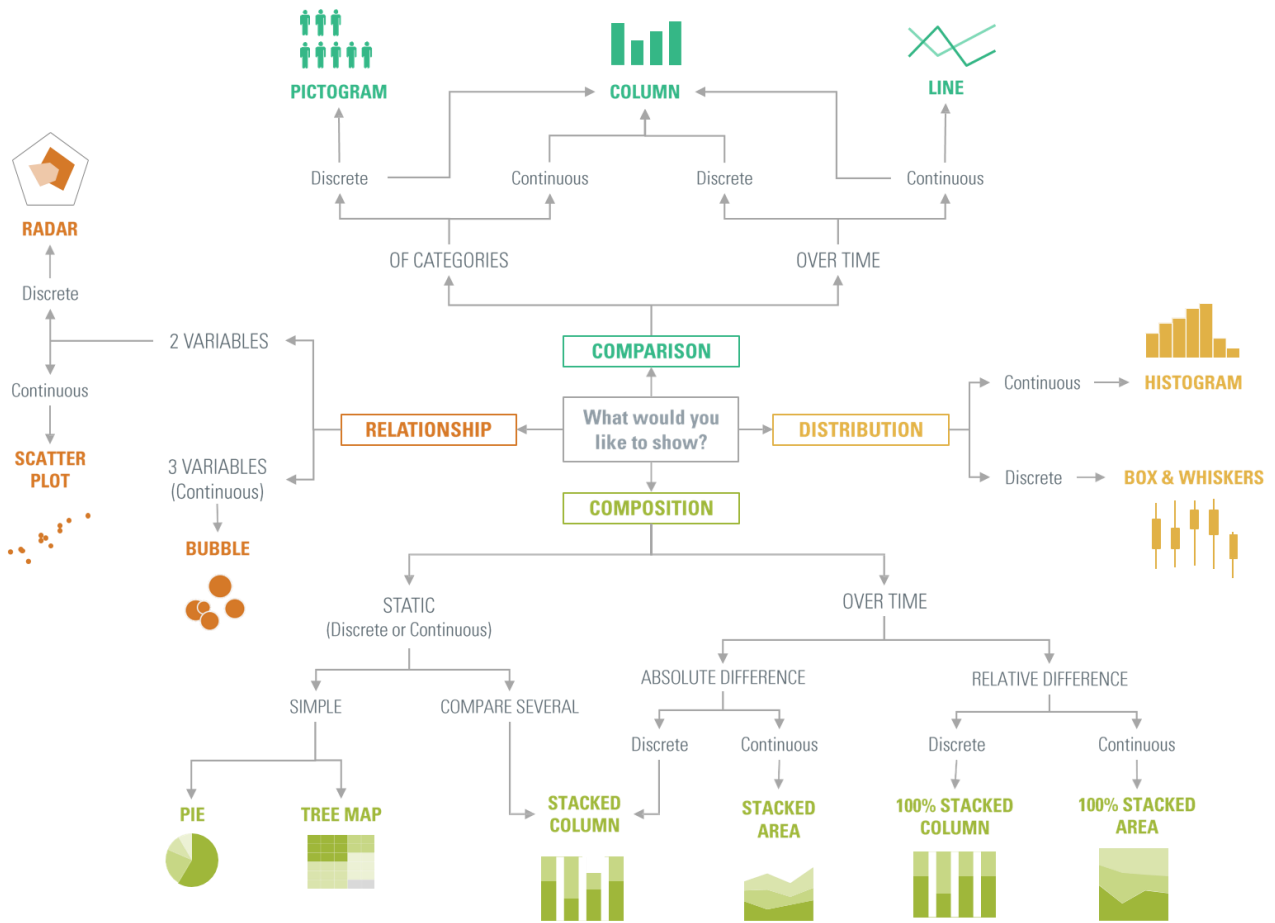 PICTOGRAM
COLUMN
LINE
Discrete
Continuous
Discrete
Continuous
RADAR
OF CATEGORIES
OVER TIME
Discrete
2 VARIABLES
COMPARISON
Continuous
Continuous
HISTOGRAM
RELATIONSHIP
What would you
like to show?
DISTRIBUTION
SCATTER
PLOT
3 VARIABLES
(Continuous)
Discrete
BOX & WHISKERS
COMPOSITION
BUBBLE
STATIC
(Discrete or Continuous)
OVER TIME
ABSOLUTE DIFFERENCE
RELATIVE DIFFERENCE
SIMPLE
COMPARE SEVERAL
Discrete
Continuous
Discrete
Continuous
PIE
TREE MAP
STACKED
COLUMN
STACKED
AREA
100% STACKED
COLUMN
100% STACKED
AREA